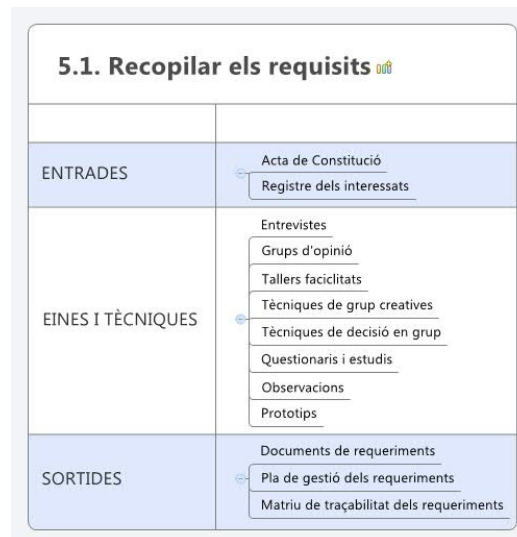 5.1. Recopilar els requisits
ENTRADES
Acta de Constitució
Registre dels interessats
EINES I TÈCNIQUES
Entrevistes
Grups d'opinió
Tallers faciclitats
Tècniques de grup creatives
Tècniques de decisió en grup
Questionaris i estudis
Observacions
Prototips
SORTIDES
Documents de requeriments
Pla de gestió dels requeriments
Matriu de traçabilitat dels requeriments